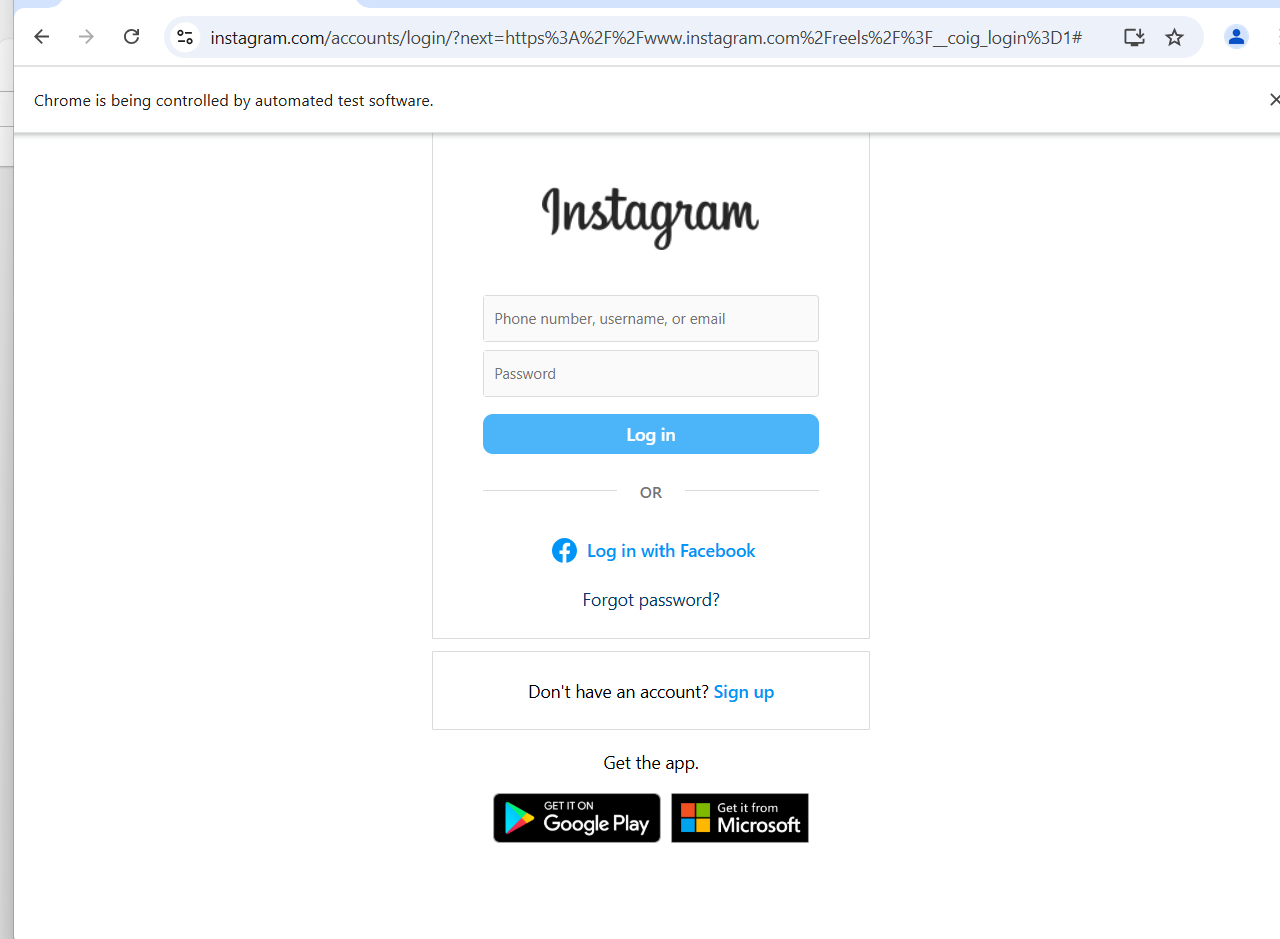 instagram.com/accounts/login/?next=https%3A%2F%2Fwww.instagram.com%2Freels%2F%3F__coig_login%3D1#
Chrome is being controlled by automated test software.
Instagram
Phone number, username, or email
Password
Log in
OR
Log in with Facebook
Forgot password?
Don't have an account? Sign up
Get the app.
GET IT ON
Google Play
Get it from
Microsoft